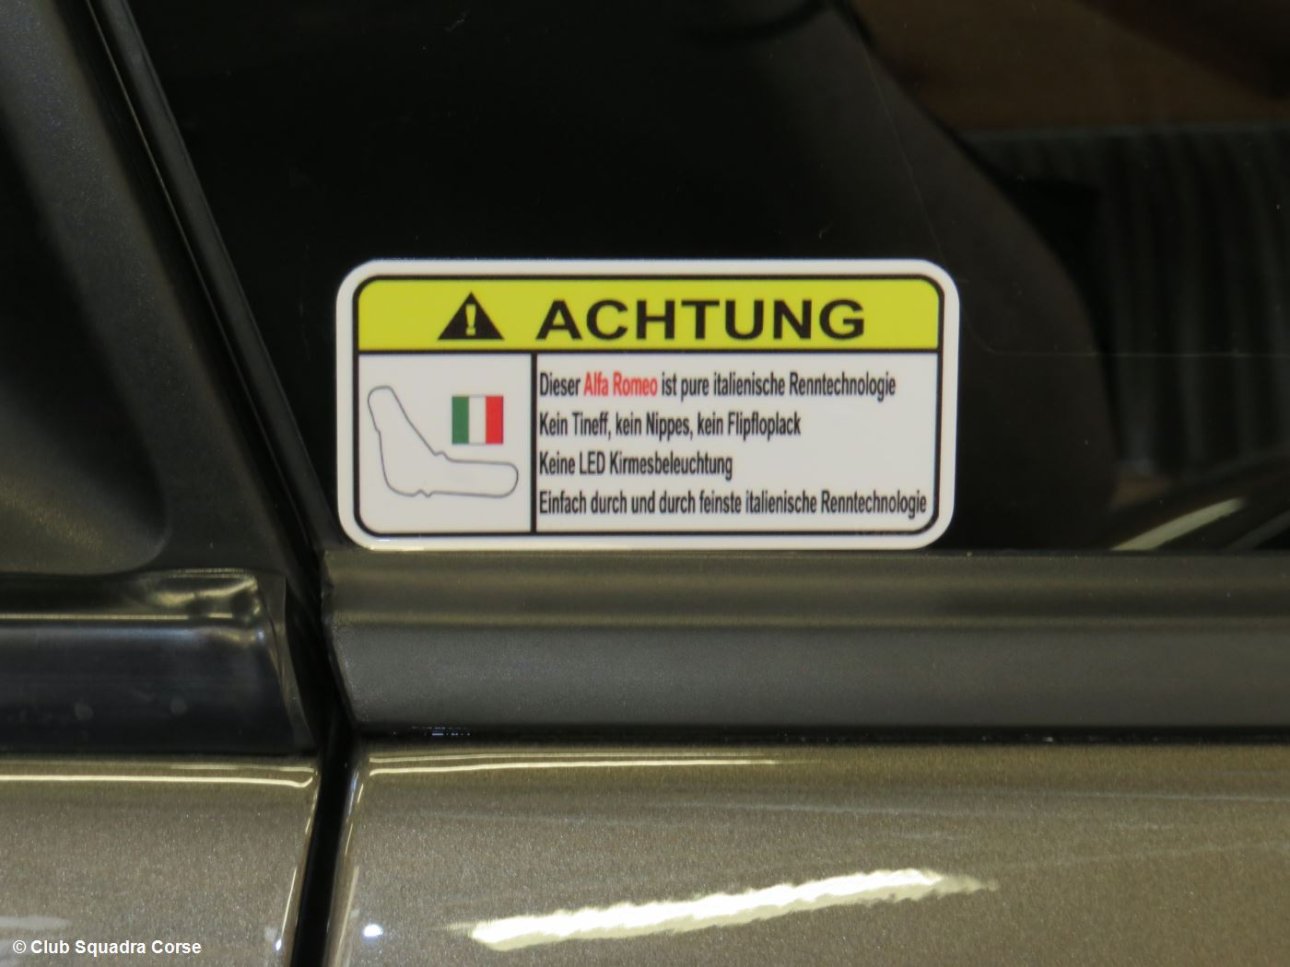 ACHTUNG
Dieser Alfa Romeo ist pure italienische Renntechnologie
Kein Tineff, kein Nippes, kein Flipfloplack
Keine LED Kirmesbeleuchtung
Einfach durch und durch feinste italienische Renntechnologie
© Club Squadra Corse